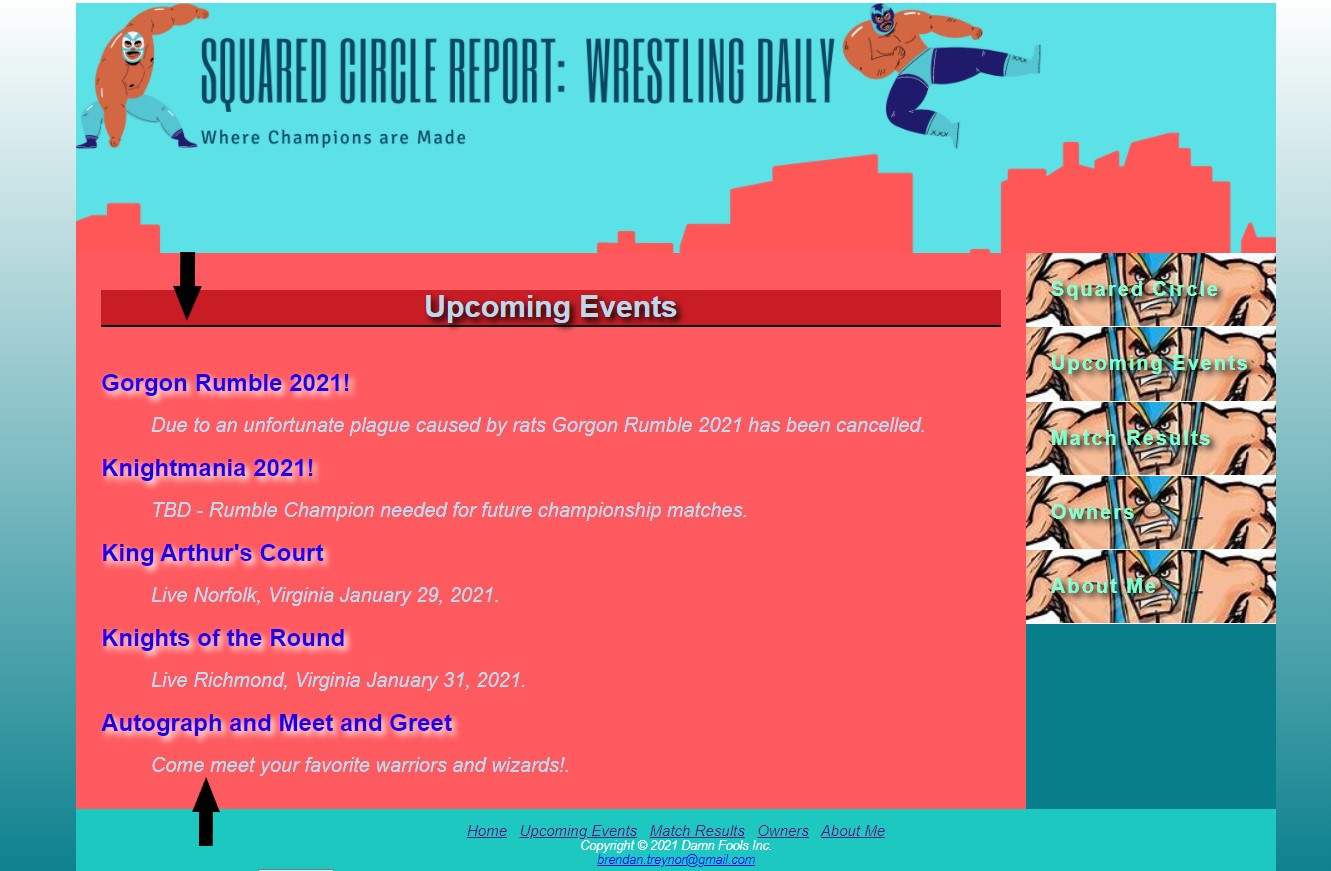 SQUARED CIRCLE REPORT: WRESTLING DAILY
Where Champions are Made
Upcoming Events
Gorgon Rumble 2021!
Due to an unfortunate plague caused by rats Gorgon Rumble 2021 has been cancelled.
Knightmania 2021!
TBD - Rumble Champion needed for future championship matches.
King Arthur's Court
Live Norfolk, Virginia January 29, 2021.
Knights of the Round
Live Richmond, Virginia January 31, 2021.
Autograph and Meet and Greet
Come meet your favorite warriors and wizards!.
Squared Circle
Upcoming Events
Match Results
Owners
About Me
Home Upcoming Events Match Results Owners About Me
Copyright © 2021 Damn Fools Inc.
brendan.treynor@gmail.com